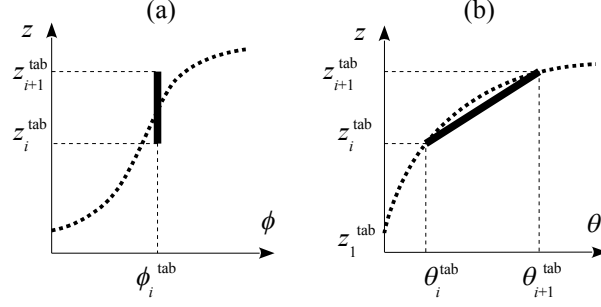 (a)
z
z_{i+1}^{tab}
z_i^{tab}
ϕ
ϕ_i^{tab}
(b)
z
z_{i+1}^{tab}
z_i^{tab}
z_1^{tab}
θ
θ_i^{tab}
θ_{i+1}^{tab}